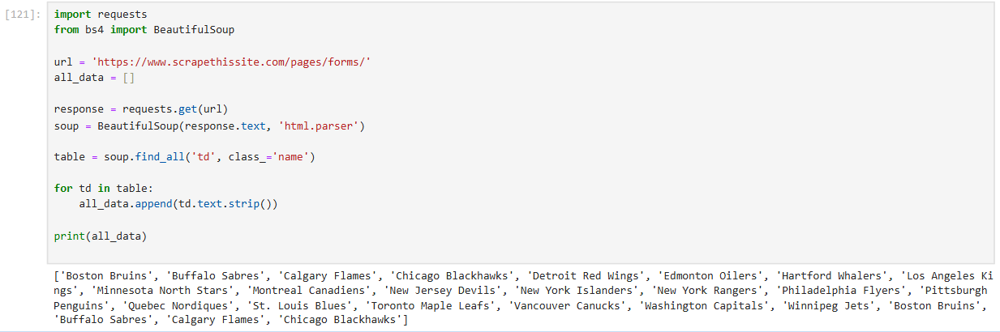 [121]:
import requests
from bs4 import BeautifulSoup
url = 'https://www.scrapethissite.com/pages/forms/'
all_data = []
response = requests.get(url)
soup = BeautifulSoup(response.text, 'html.parser')
table = soup.find_all('td', class_='name')
for td in table:
    all_data.append(td.text.strip())
print(all_data)
['Boston Bruins', 'Buffalo Sabres', 'Calgary Flames', 'Chicago Blackhawks', 'Detroit Red Wings', 'Edmonton Oilers', 'Hartford Whalers', 'Los Angeles Ki
ngs', 'Minnesota North Stars', 'Montreal Canadiens', 'New Jersey Devils', 'New York Islanders', 'New York Rangers', 'Philadelphia Flyers', 'Pittsburgh
Penguins', 'Quebec Nordiques', 'St. Louis Blues', 'Toronto Maple Leafs', 'Vancouver Canucks', 'Washington Capitals', 'Winnipeg Jets', 'Boston Bruins',
'Buffalo Sabres', 'Calgary Flames', 'Chicago Blackhawks']